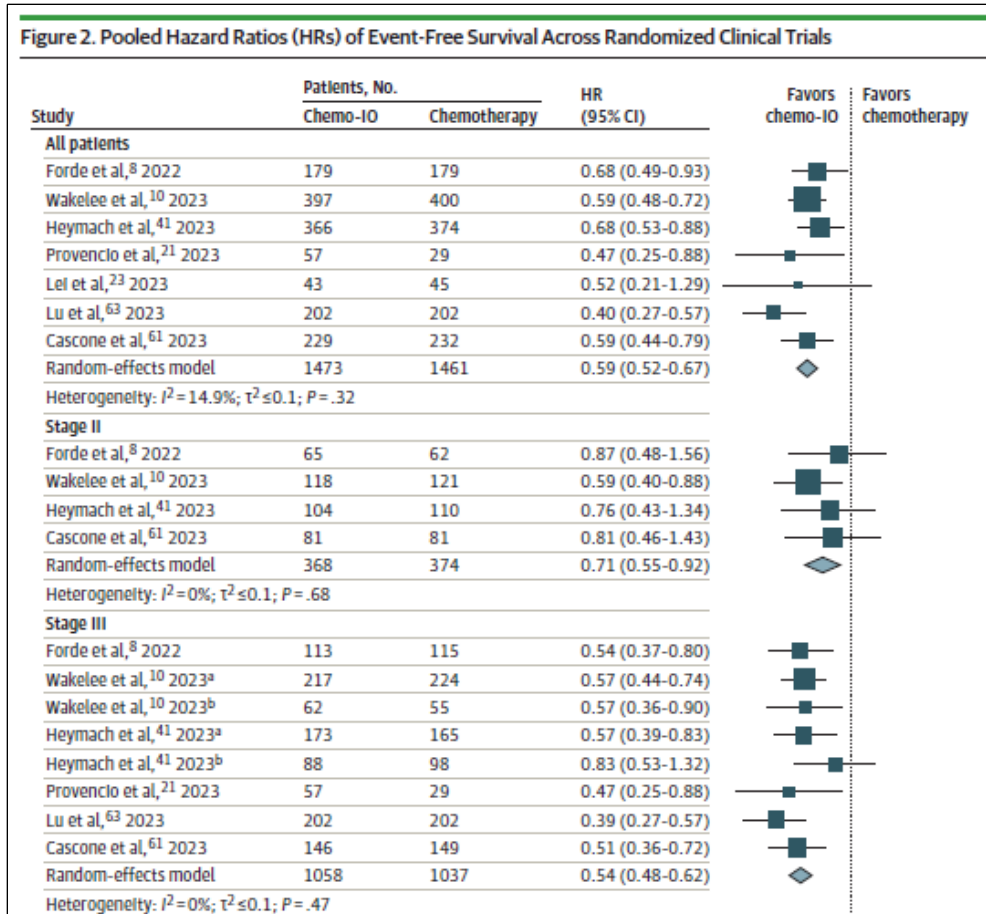 Figure 2. Pooled Hazard Ratios (HRs) of Event-Free Survival Across Randomized Clinical Trials
Patients, No. HR Favors Favors
Study Chemo-IO Chemotherapy (95% CI) chemo-IO chemotherapy
All patients
Forde et al,⁸ 2022 179 179 0.68 (0.49-0.93)
Wakelee et al,¹⁰ 2023 397 400 0.59 (0.48-0.72)
Heymach et al,⁴¹ 2023 366 374 0.68 (0.53-0.88)
Provencio et al,²¹ 2023 57 29 0.47 (0.25-0.88)
Lei et al,²³ 2023 43 45 0.52 (0.21-1.29)
Lu et al,⁶³ 2023 202 202 0.40 (0.27-0.57)
Cascone et al,⁶¹ 2023 229 232 0.59 (0.44-0.79)
Random-effects model 1473 1461 0.59 (0.52-0.67)
Heterogeneity: I² = 14.9%; τ² ≤0.1; P = .32
Stage II
Forde et al,⁸ 2022 65 62 0.87 (0.48-1.56)
Wakelee et al,¹⁰ 2023 118 121 0.59 (0.40-0.88)
Heymach et al,⁴¹ 2023 104 110 0.76 (0.43-1.34)
Cascone et al,⁶¹ 2023 81 81 0.81 (0.46-1.43)
Random-effects model 368 374 0.71 (0.55-0.92)
Heterogeneity: I² = 0%; τ² ≤0.1; P = .68
Stage III
Forde et al,⁸ 2022 113 115 0.54 (0.37-0.80)
Wakelee et al,¹⁰ 2023ᵃ 217 224 0.57 (0.44-0.74)
Wakelee et al,¹⁰ 2023ᵇ 62 55 0.57 (0.36-0.90)
Heymach et al,⁴¹ 2023ᵃ 173 165 0.57 (0.39-0.83)
Heymach et al,⁴¹ 2023ᵇ 88 98 0.83 (0.53-1.32)
Provencio et al,²¹ 2023 57 29 0.47 (0.25-0.88)
Lu et al,⁶³ 2023 202 202 0.39 (0.27-0.57)
Cascone et al,⁶¹ 2023 146 149 0.51 (0.36-0.72)
Random-effects model 1058 1037 0.54 (0.48-0.62)
Heterogeneity: I² = 0%; τ² ≤0.1; P = .47